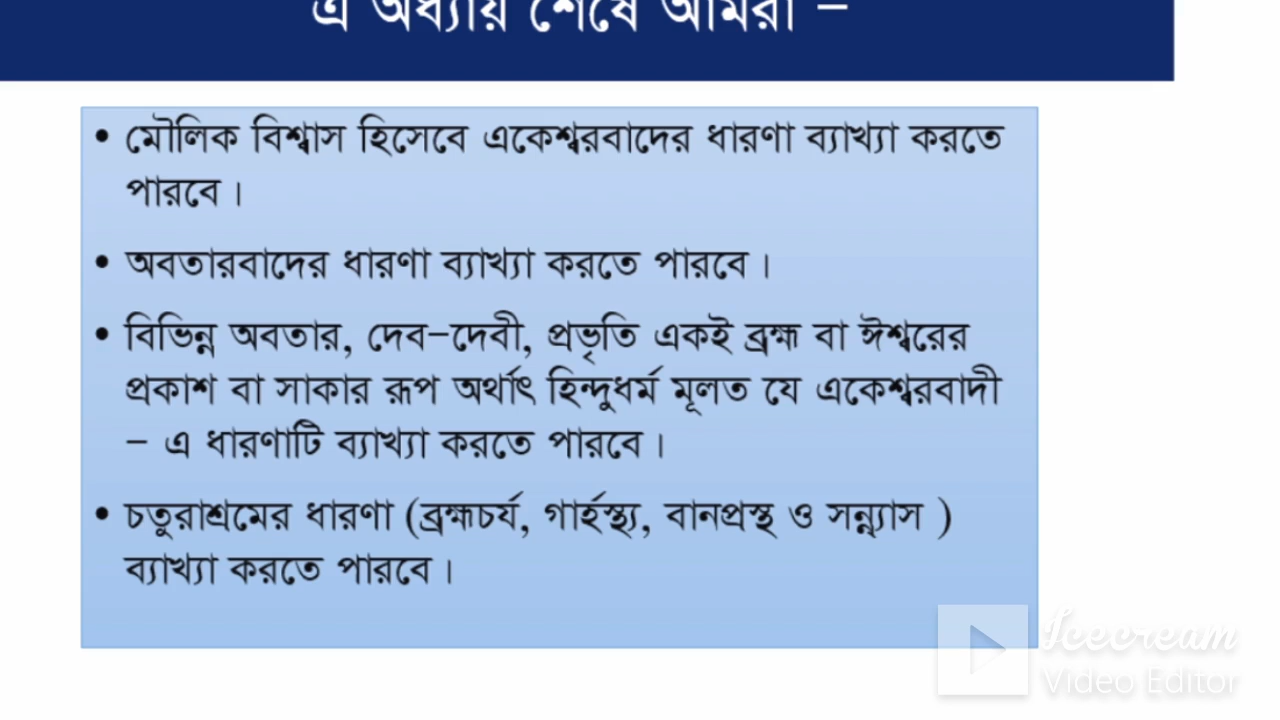 এ অধ্যায় শেষে আমরা –
• মৌলিক বিশ্বাস হিসেবে একেশ্বরবাদের ধারণা ব্যাখ্যা করতে
পারবে।
• অবতারবাদের ধারণা ব্যাখ্যা করতে পারবে।
• বিভিন্ন অবতার, দেব-দেবী, প্রভৃতি একই ব্রহ্ম বা ঈশ্বরের
প্রকাশ বা সাকার রূপ অর্থাৎ হিন্দুধর্ম মূলত যে একেশ্বরবাদী
– এ ধারণাটি ব্যাখ্যা করতে পারবে।
• চতুরাশ্রমের ধারণা (ব্রহ্মচর্য, গার্হস্থ্য, বানপ্রস্থ ও সন্ন্যাস )
ব্যাখ্যা করতে পারবে।
Icecream
Video Editor